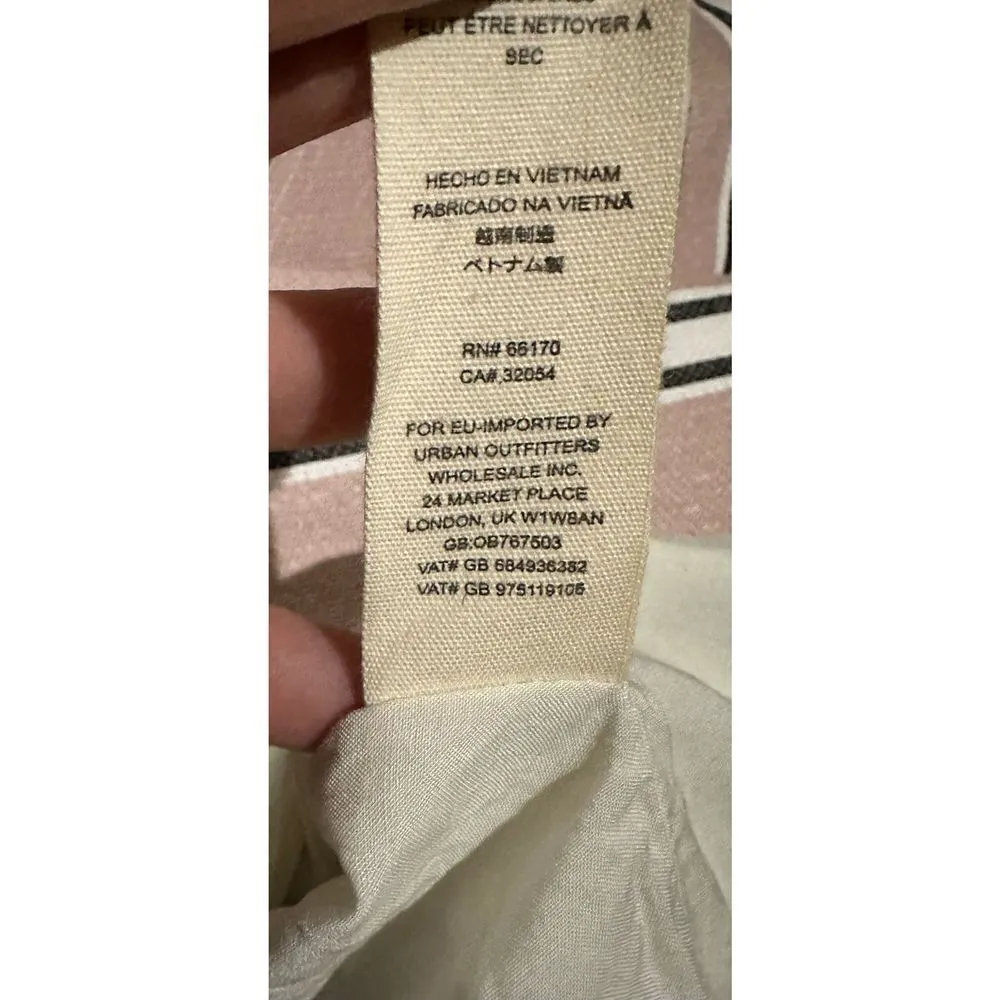 PEUT ÊTRE NETTOYER À
SEC
HECHO EN VIETNAM
FABRICADO NA VIETNÃ
越南制造
ベトナム製
RN# 66170
CA# 32054
FOR EU-IMPORTED BY
URBAN OUTFITTERS
WHOLESALE INC.
24 MARKET PLACE
LONDON, UK W1W8AN
GB:OB767503
VAT# GB 684936382
VAT# GB 975119106